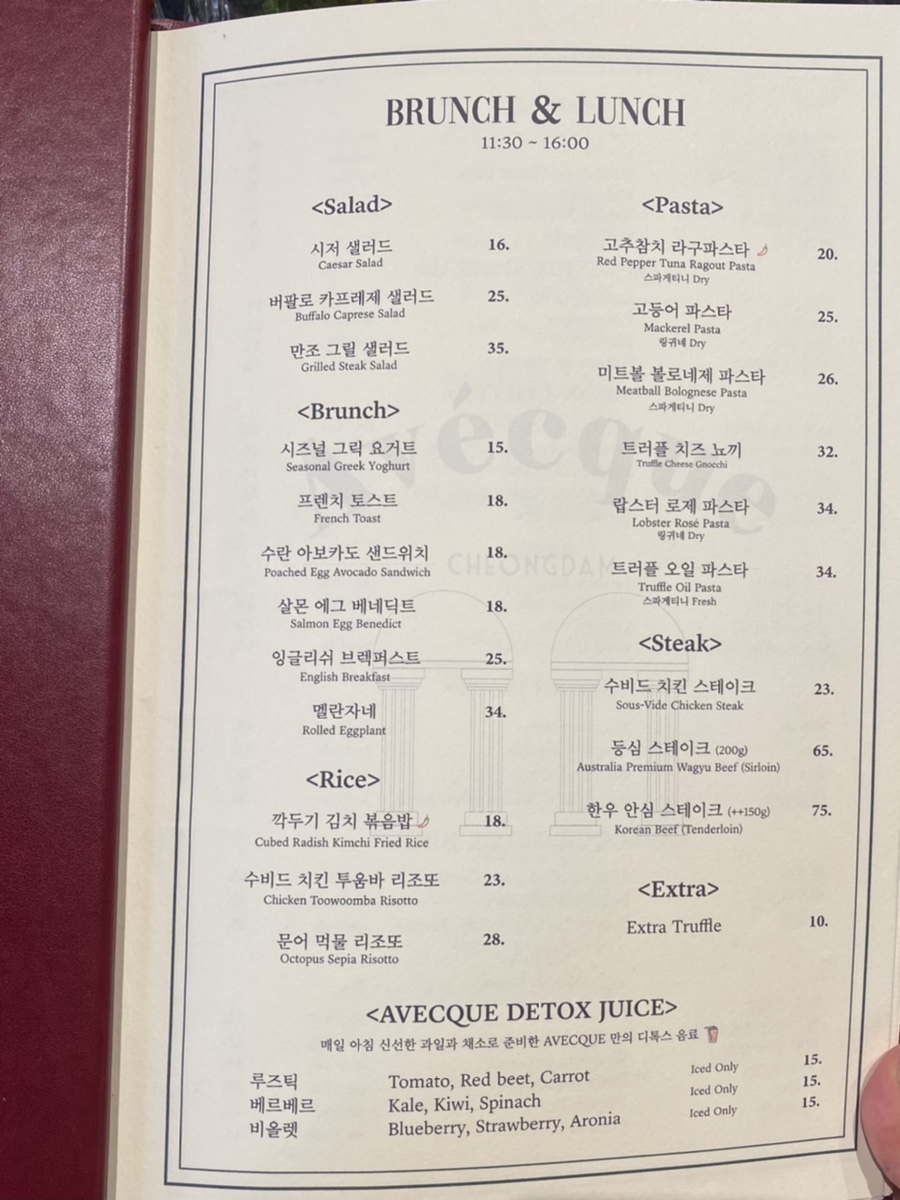 BRUNCH & LUNCH
11:30 ~ 16:00
<Salad>
시저 샐러드 16.
Caesar Salad
버팔로 카프레제 샐러드 25.
Buffalo Caprese Salad
만조 그릴 샐러드 35.
Grilled Steak Salad
<Brunch>
시즈널 그릭 요거트 15.
Seasonal Greek Yoghurt
프렌치 토스트 18.
French Toast
수란 아보카도 샌드위치 18.
Poached Egg Avocado Sandwich
살몬 에그 베네딕트 18.
Salmon Egg Benedict
잉글리쉬 브렉퍼스트 25.
English Breakfast
멜란자네 34.
Rolled Eggplant
<Rice>
깍두기 김치 볶음밥 18.
Cubed Radish Kimchi Fried Rice
수비드 치킨 투움바 리조또 23.
Chicken Toowoomba Risotto
문어 먹물 리조또 28.
Octopus Sepia Risotto
<Pasta>
고추참치 라구파스타 20.
Red Pepper Tuna Ragout Pasta
스파게티니 Dry
고등어 파스타 25.
Mackerel Pasta
링귀네 Dry
미트볼 볼로네제 파스타 26.
Meatball Bolognese Pasta
스파게티니 Dry
트러플 치즈 뇨끼 32.
Truffle Cheese Gnocchi
랍스터 로제 파스타 34.
Lobster Rosé Pasta
링귀네 Dry
트러플 오일 파스타 34.
Truffle Oil Pasta
스파게티니 Fresh
<Steak>
수비드 치킨 스테이크 23.
Sous-Vide Chicken Steak
등심 스테이크 (200g) 65.
Australia Premium Wagyu Beef (Sirloin)
한우 안심 스테이크 (++150g) 75.
Korean Beef (Tenderloin)
<Extra>
Extra Truffle 10.
<AVECQUE DETOX JUICE>
매일 아침 신선한 과일과 채소로 준비한 AVECQUE 만의 디톡스 음료
루즈틱 Tomato, Red beet, Carrot Iced Only 15.
베르베르 Kale, Kiwi, Spinach Iced Only 15.
비올렛 Blueberry, Strawberry, Aronia Iced Only 15.
Avécque
CHEONGDAM